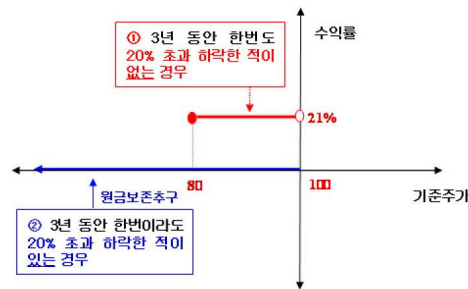 ① 3년 동안 한번도
20% 초과 하락한 적이
없는 경우
수익률
21%
80
100
원금보존추구
기준주가
② 3년 동안 한번이라도
20% 초과 하락한 적이
있는 경우